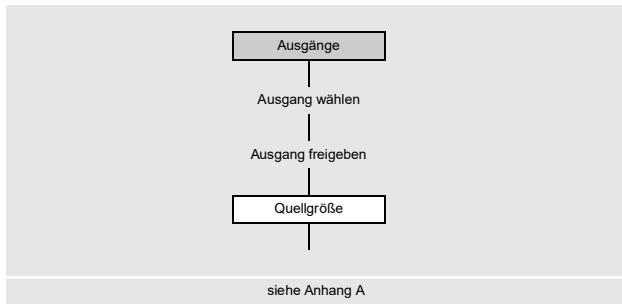 Ausgänge
Ausgang wählen
Ausgang freigeben
Quellgröße
siehe Anhang A